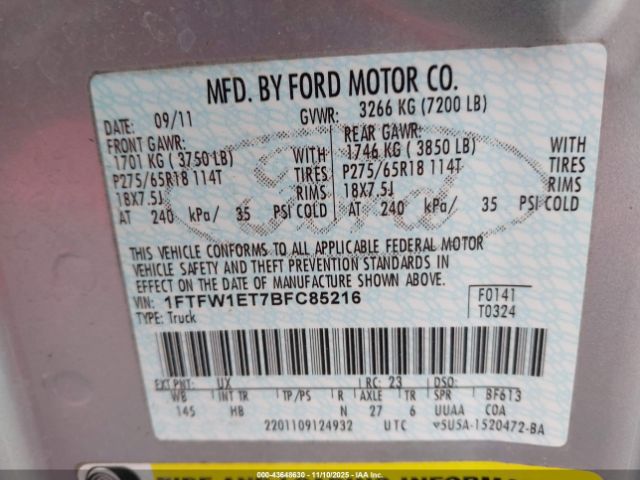 MFD. BY FORD MOTOR CO.
DATE: 09/11 GVWR: 3266 KG (7200 LB)
FRONT GAWR: REAR GAWR:
1701 KG ( 3750 LB) WITH 1746 KG ( 3850 LB) WITH
P275/65R18 114T TIRES P275/65R18 114T TIRES
18X7.5J RIMS 18X7.5J RIMS
AT 240 kPa/ 35 PSI COLD AT 240 kPa/ 35 PSI COLD
Ford
THIS VEHICLE CONFORMS TO ALL APPLICABLE FEDERAL MOTOR
VEHICLE SAFETY AND THEFT PREVENTION STANDARDS IN
EFFECT ON THE DATE OF MANUFACTURE SHOWN ABOVE.
VIN: 1FTFW1ET7BFC85216 F0141
TYPE: Truck T0324
EXT PNT: UX RC: 23 DSO:
WB INT TR TP/PS R AXLE TR SPR BF613
145 HB N 27 6 UUAA COA
2201109124932 UTC ▽5U5A-1520472-BA
00-43648630 — 11/10/2025 — IAA Inc.